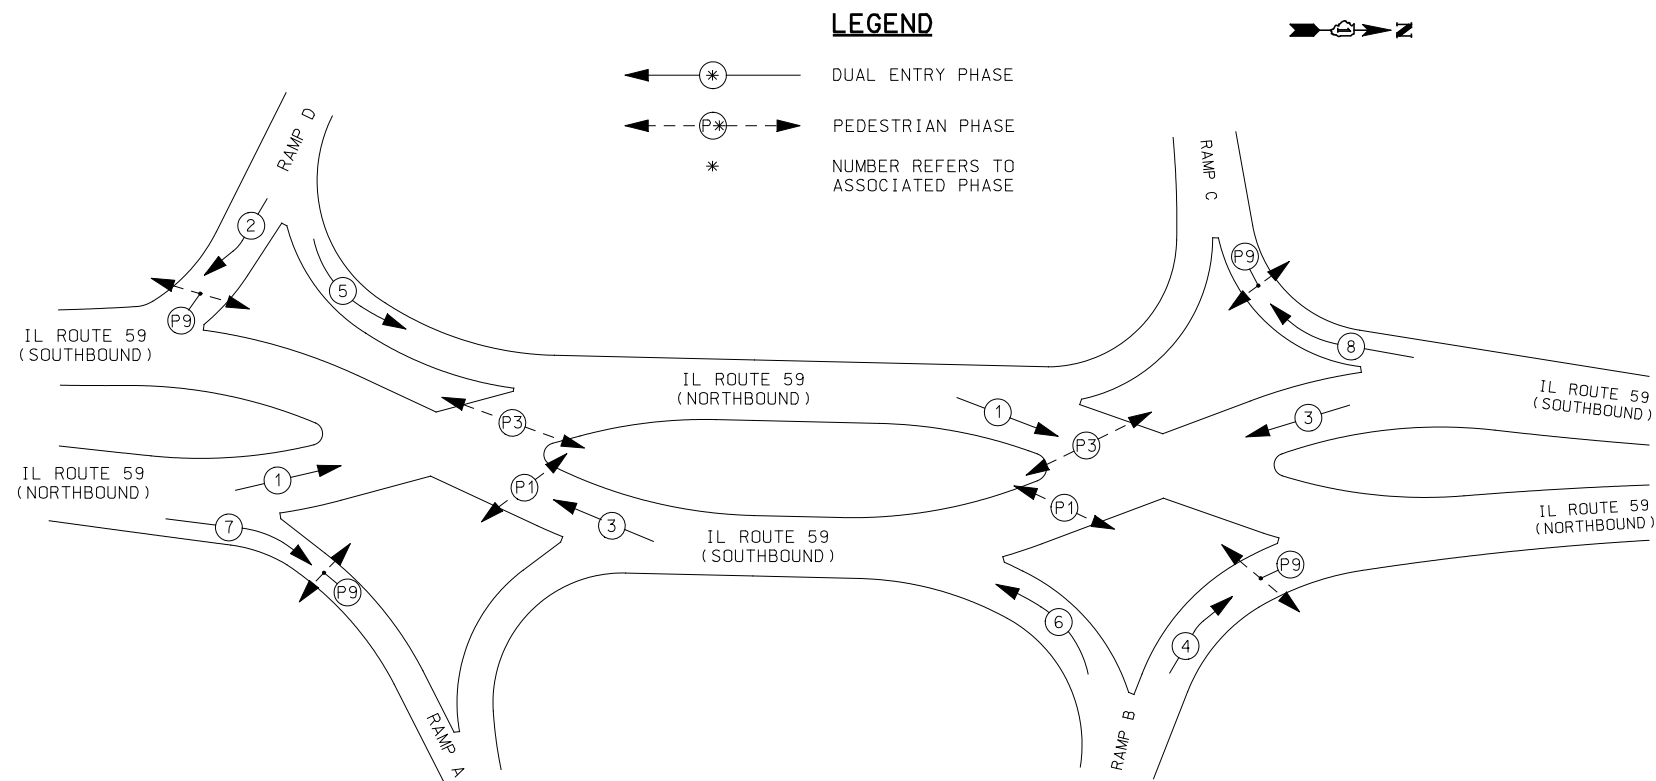 LEGEND
N
*
DUAL ENTRY PHASE
P*
PEDESTRIAN PHASE
*
NUMBER REFERS TO
ASSOCIATED PHASE
RAMP D
RAMP C
2
5
P9
P9
8
IL ROUTE 59
(SOUTHBOUND)
IL ROUTE 59
(NORTHBOUND)
IL ROUTE 59
(SOUTHBOUND)
P3
1
P3
3
IL ROUTE 59
(NORTHBOUND)
1
P1
P1
7
3
IL ROUTE 59
(SOUTHBOUND)
IL ROUTE 59
(NORTHBOUND)
P9
P9
6
4
RAMP A
RAMP B